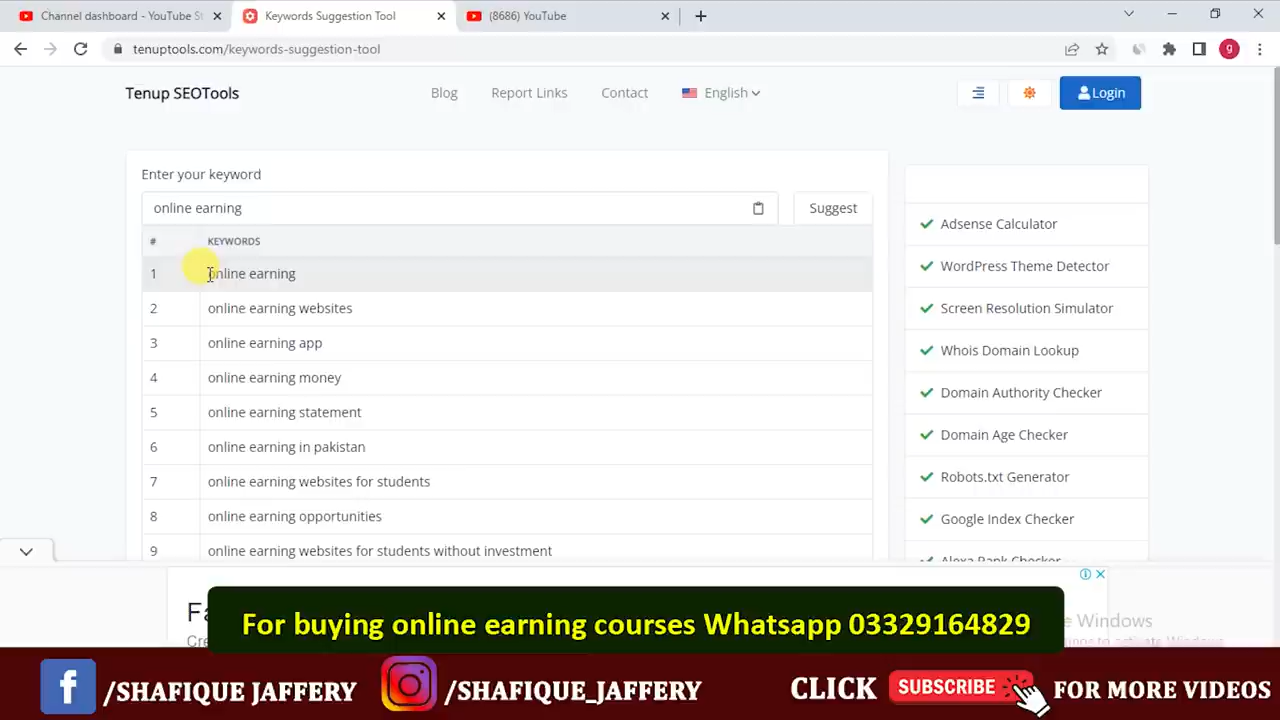 Channel dashboard - YouTube St
Keywords Suggestion Tool
(8686) YouTube
tenuptools.com/keywords-suggestion-tool
g
Tenup SEOTools
Blog
Report Links
Contact
English
Login
Enter your keyword
online earning
Suggest
# KEYWORDS
1 online earning
2 online earning websites
3 online earning app
4 online earning money
5 online earning statement
6 online earning in pakistan
7 online earning websites for students
8 online earning opportunities
9 online earning websites for students without investment
Adsense Calculator
WordPress Theme Detector
Screen Resolution Simulator
Whois Domain Lookup
Domain Authority Checker
Domain Age Checker
Robots.txt Generator
Google Index Checker
Alexa Rank Checker
Windows
For buying online earning courses Whatsapp 03329164829
/SHAFIQUE JAFFERY
/SHAFIQUE_JAFFERY
CLICK SUBSCRIBE FOR MORE VIDEOS